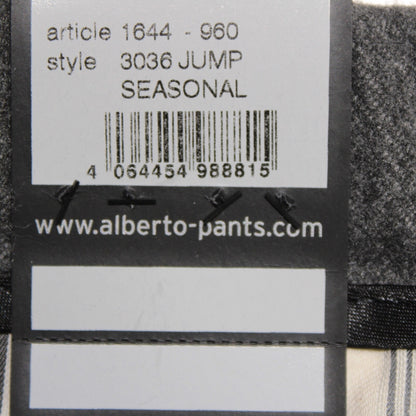 article 1644 - 960
style 3036 JUMP
SEASONAL
4 064454 988815
www.alberto-pants.com